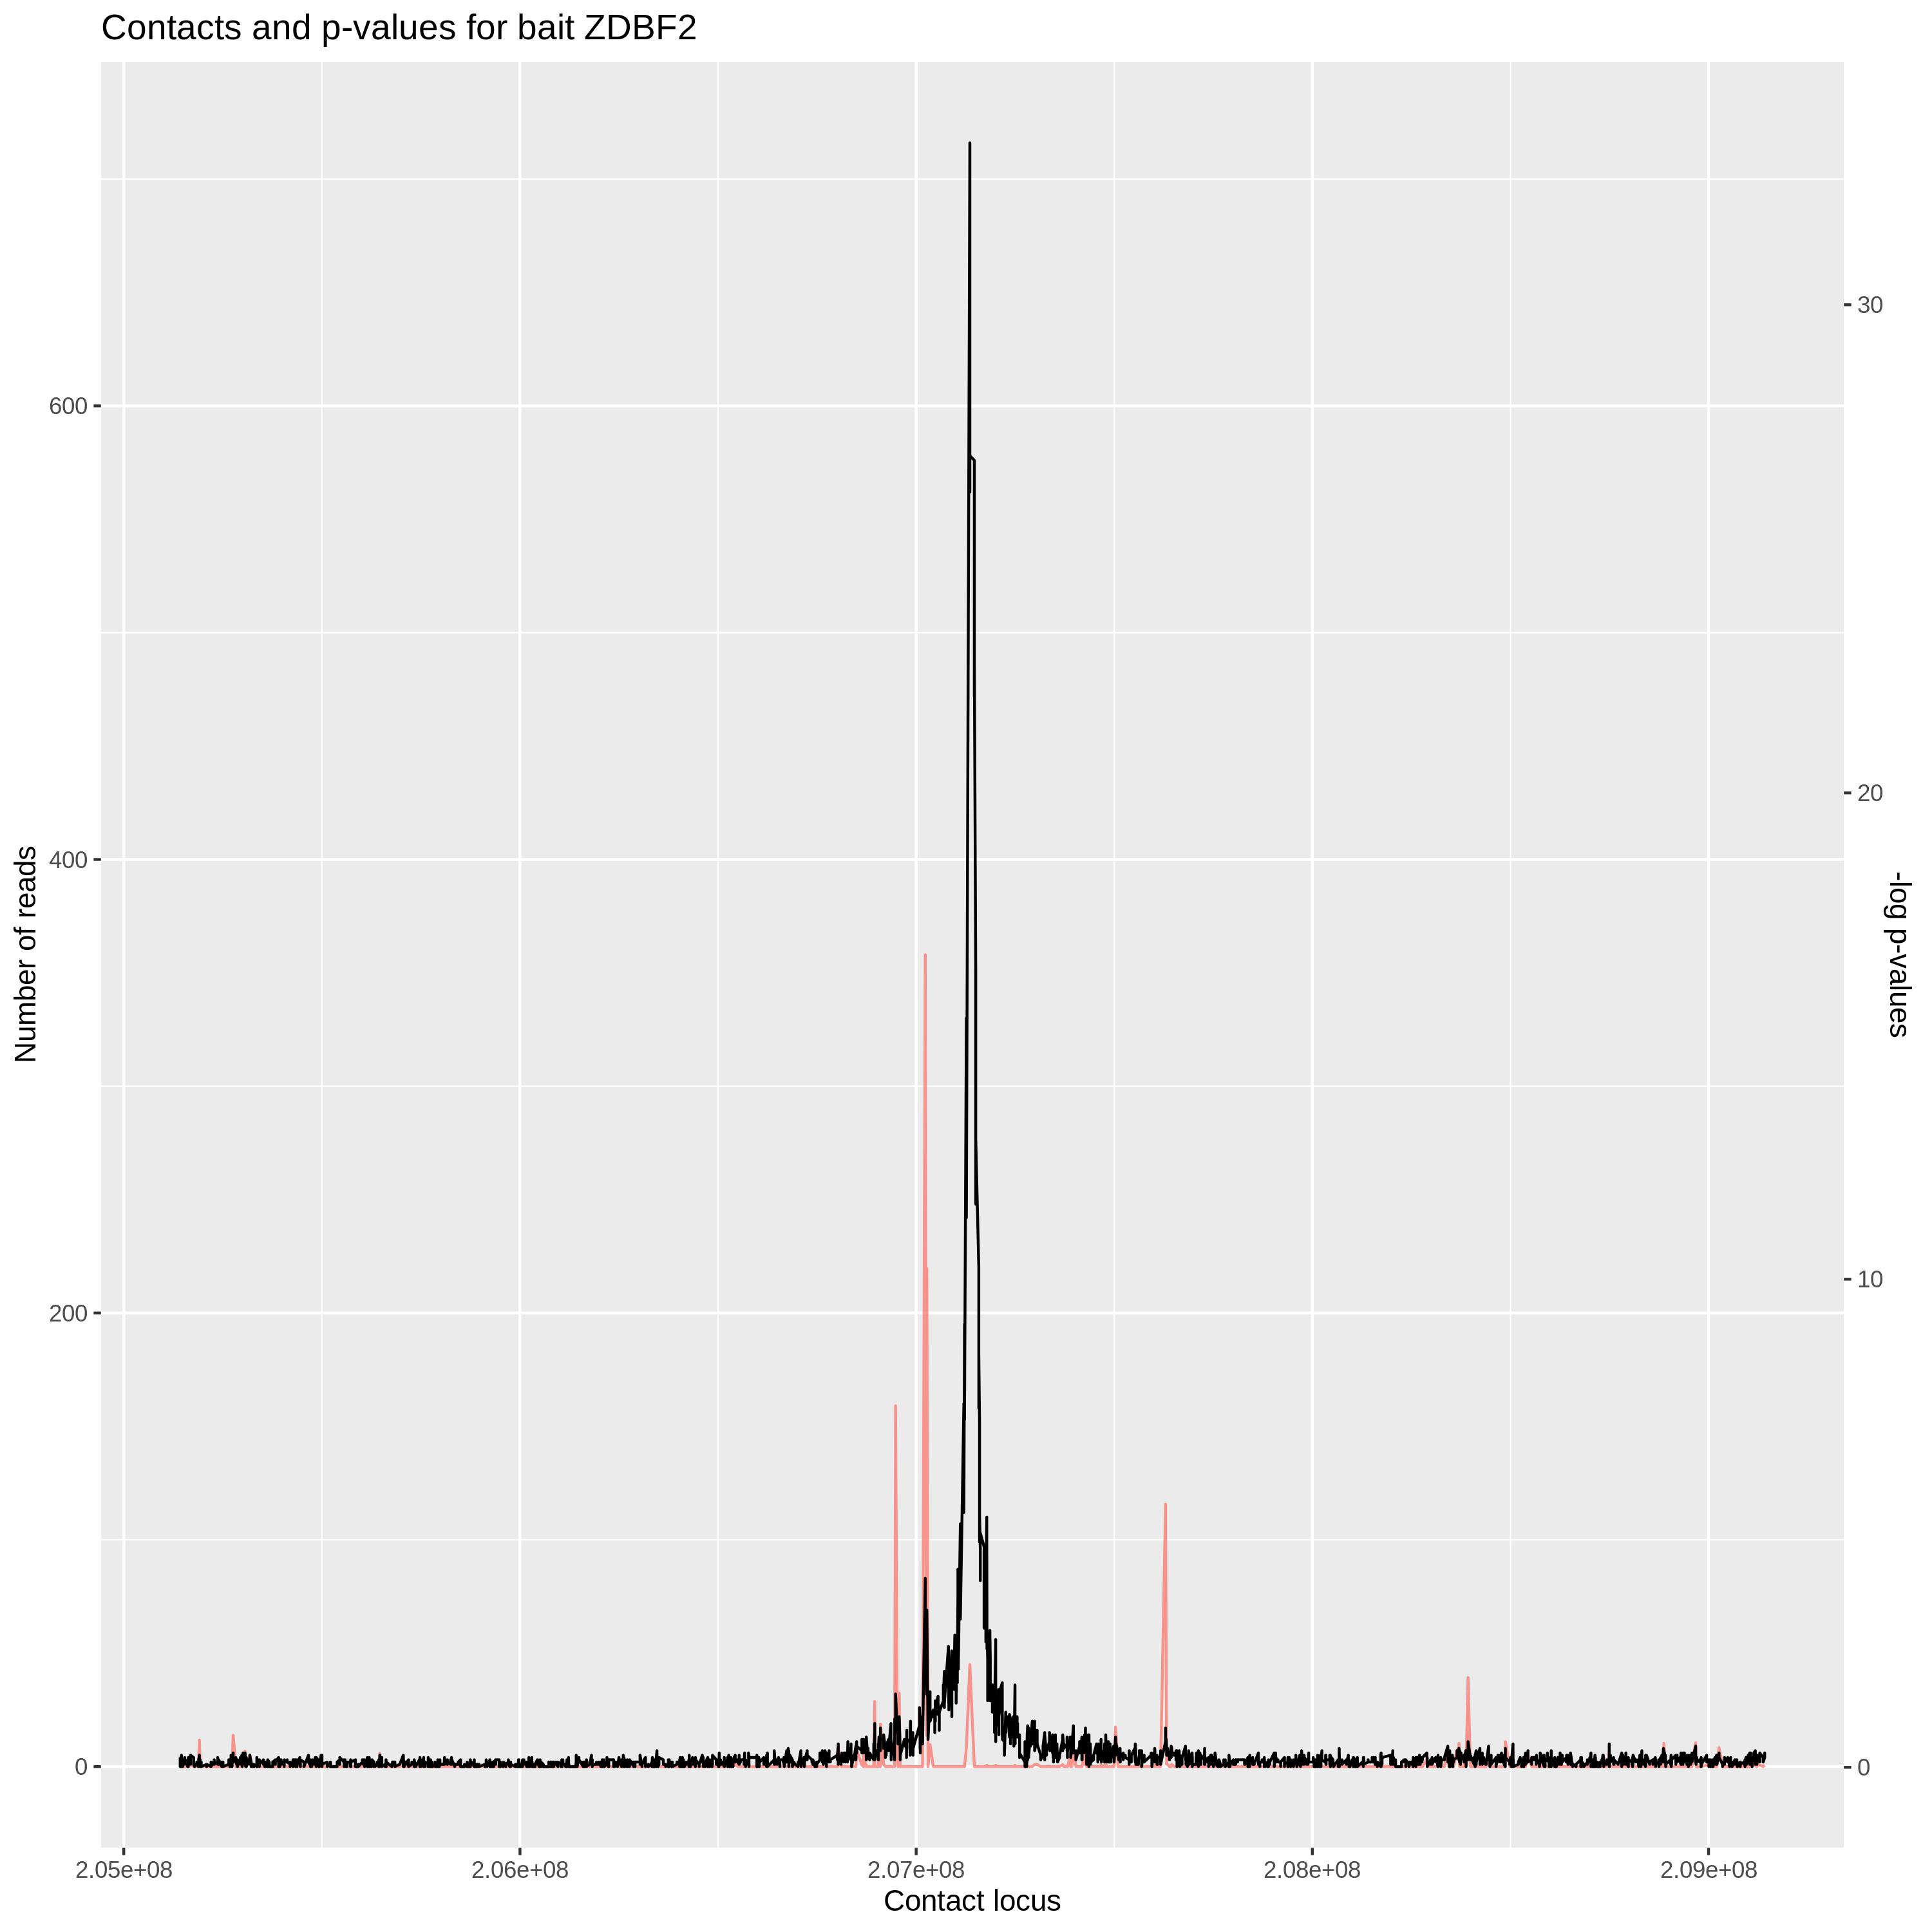 Contacts and p-values for bait ZDBF2
600
400
200
0
Number of reads
30
20
10
0
-log p-values
2.05e+08
2.06e+08
2.07e+08
2.08e+08
2.09e+08
Contact locus